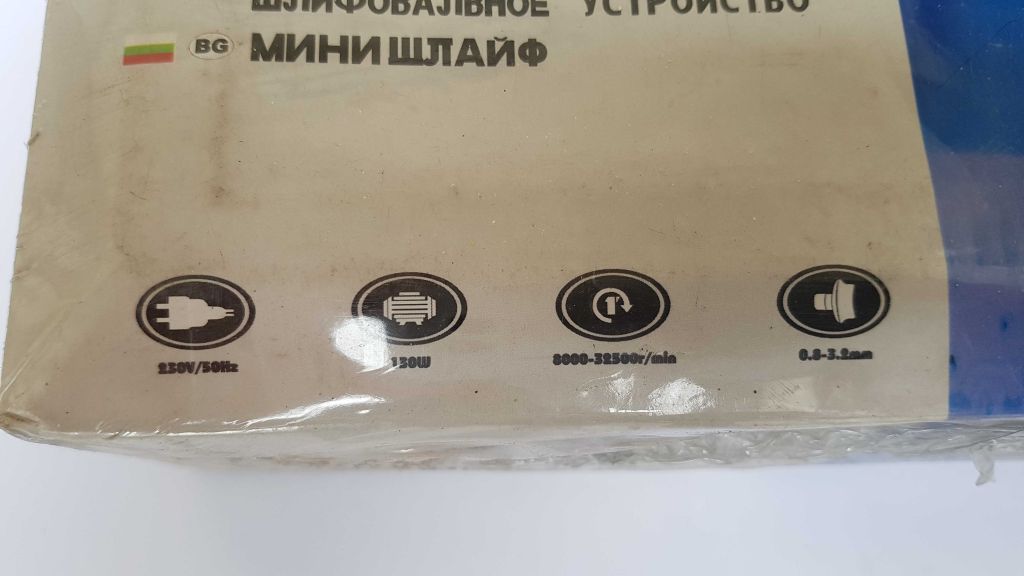 ШЛИФОВАЛЬНОЕ УСТРОЙСТВО
BG МИНИ ШЛАЙФ
230V/50Hz 130W 8000-32500r/min 0.8-3.2mm